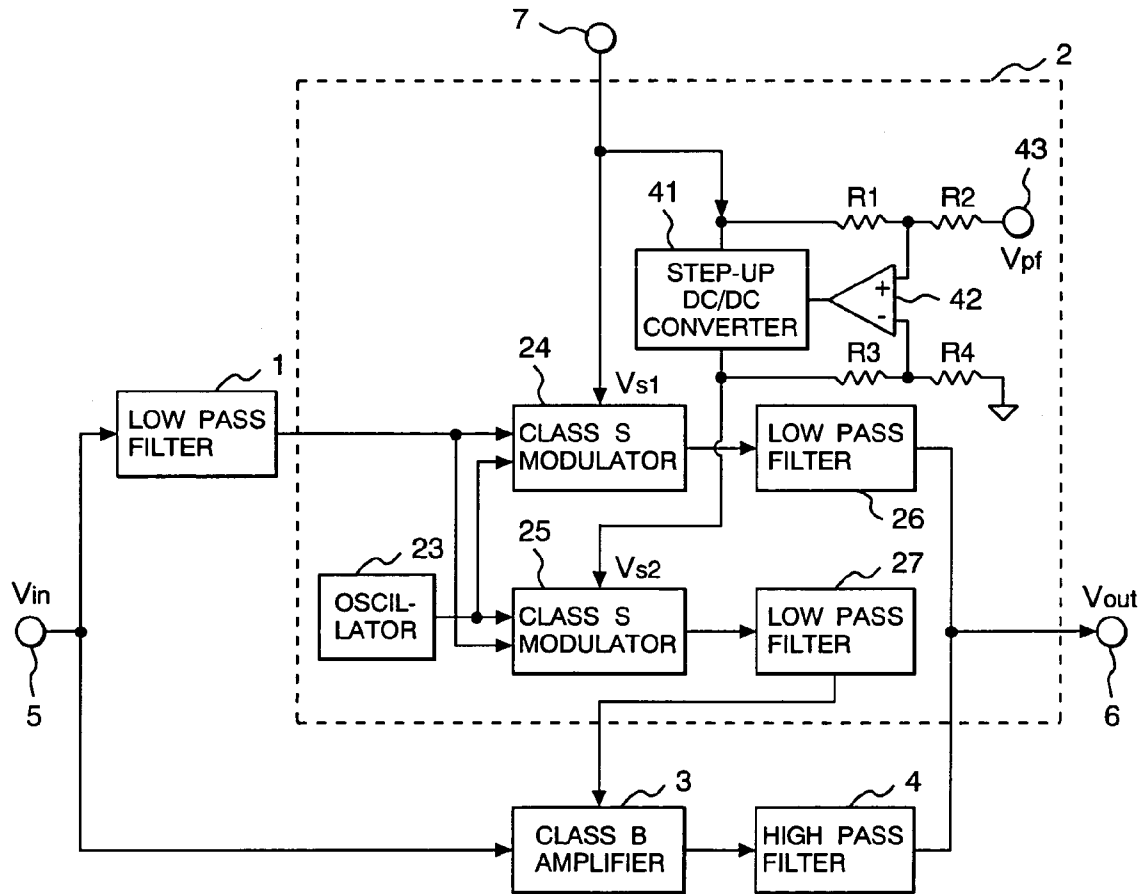 7
2
43
41
R1
R2
Vpf
STEP-UP
DC/DC
CONVERTER
+
-
42
R3
R4
1
24
Vs1
LOW PASS
FILTER
CLASS S
MODULATOR
LOW PASS
FILTER
26
23
25
Vs2
27
Vin
OSCIL-
LATOR
CLASS S
MODULATOR
LOW PASS
FILTER
Vout
5
6
3
4
CLASS B
AMPLIFIER
HIGH PASS
FILTER